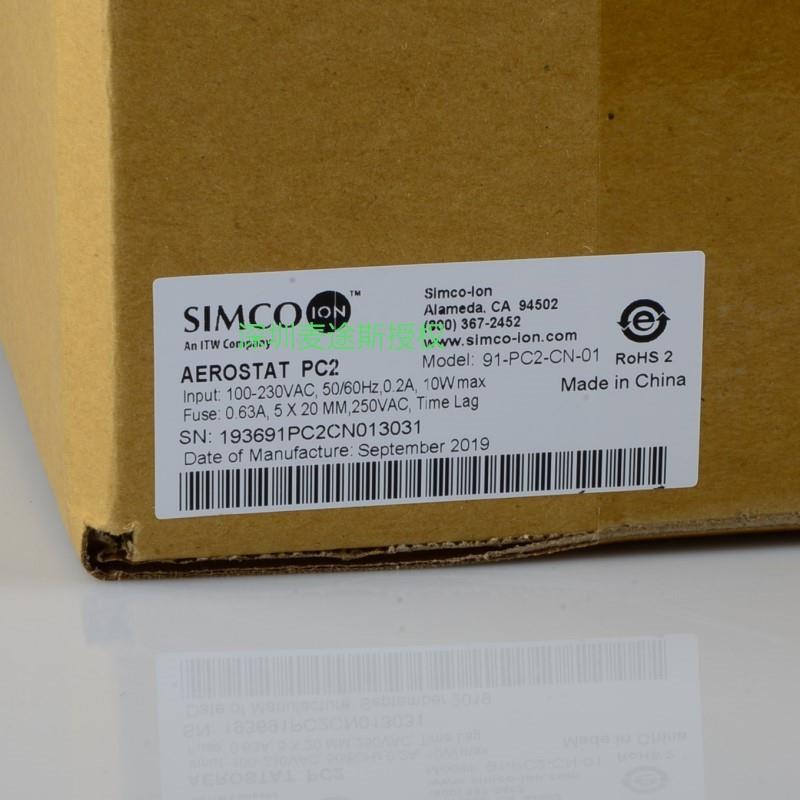 SIMCO ION™
An ITW Company
Simco-Ion
Alameda, CA 94502
(800) 367-2452
www.simco-ion.com
深圳麦途斯授权
AEROSTAT PC2
Model: 91-PC2-CN-01
RoHS 2
Input: 100-230VAC, 50/60Hz,0.2A, 10W max
Made in China
Fuse: 0.63A, 5 X 20 MM,250VAC, Time Lag
SN: 193691PC2CN013031
Date of Manufacture: September 2019